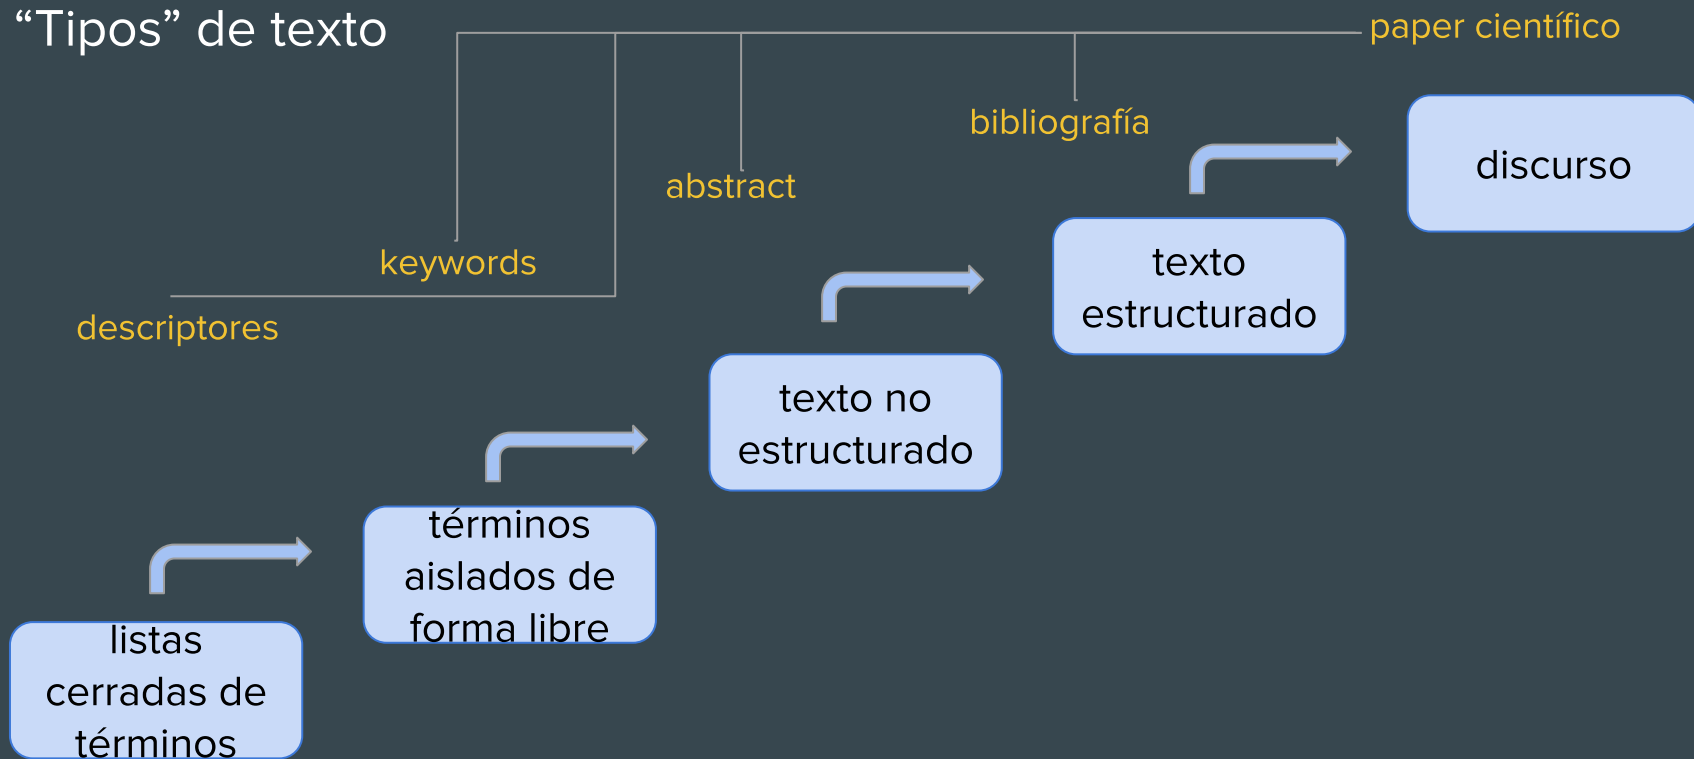 “Tipos” de texto
paper científico
bibliografía
abstract
keywords
descriptores
discurso
texto
estructurado
texto no
estructurado
términos
aislados de
forma libre
listas
cerradas de
términos